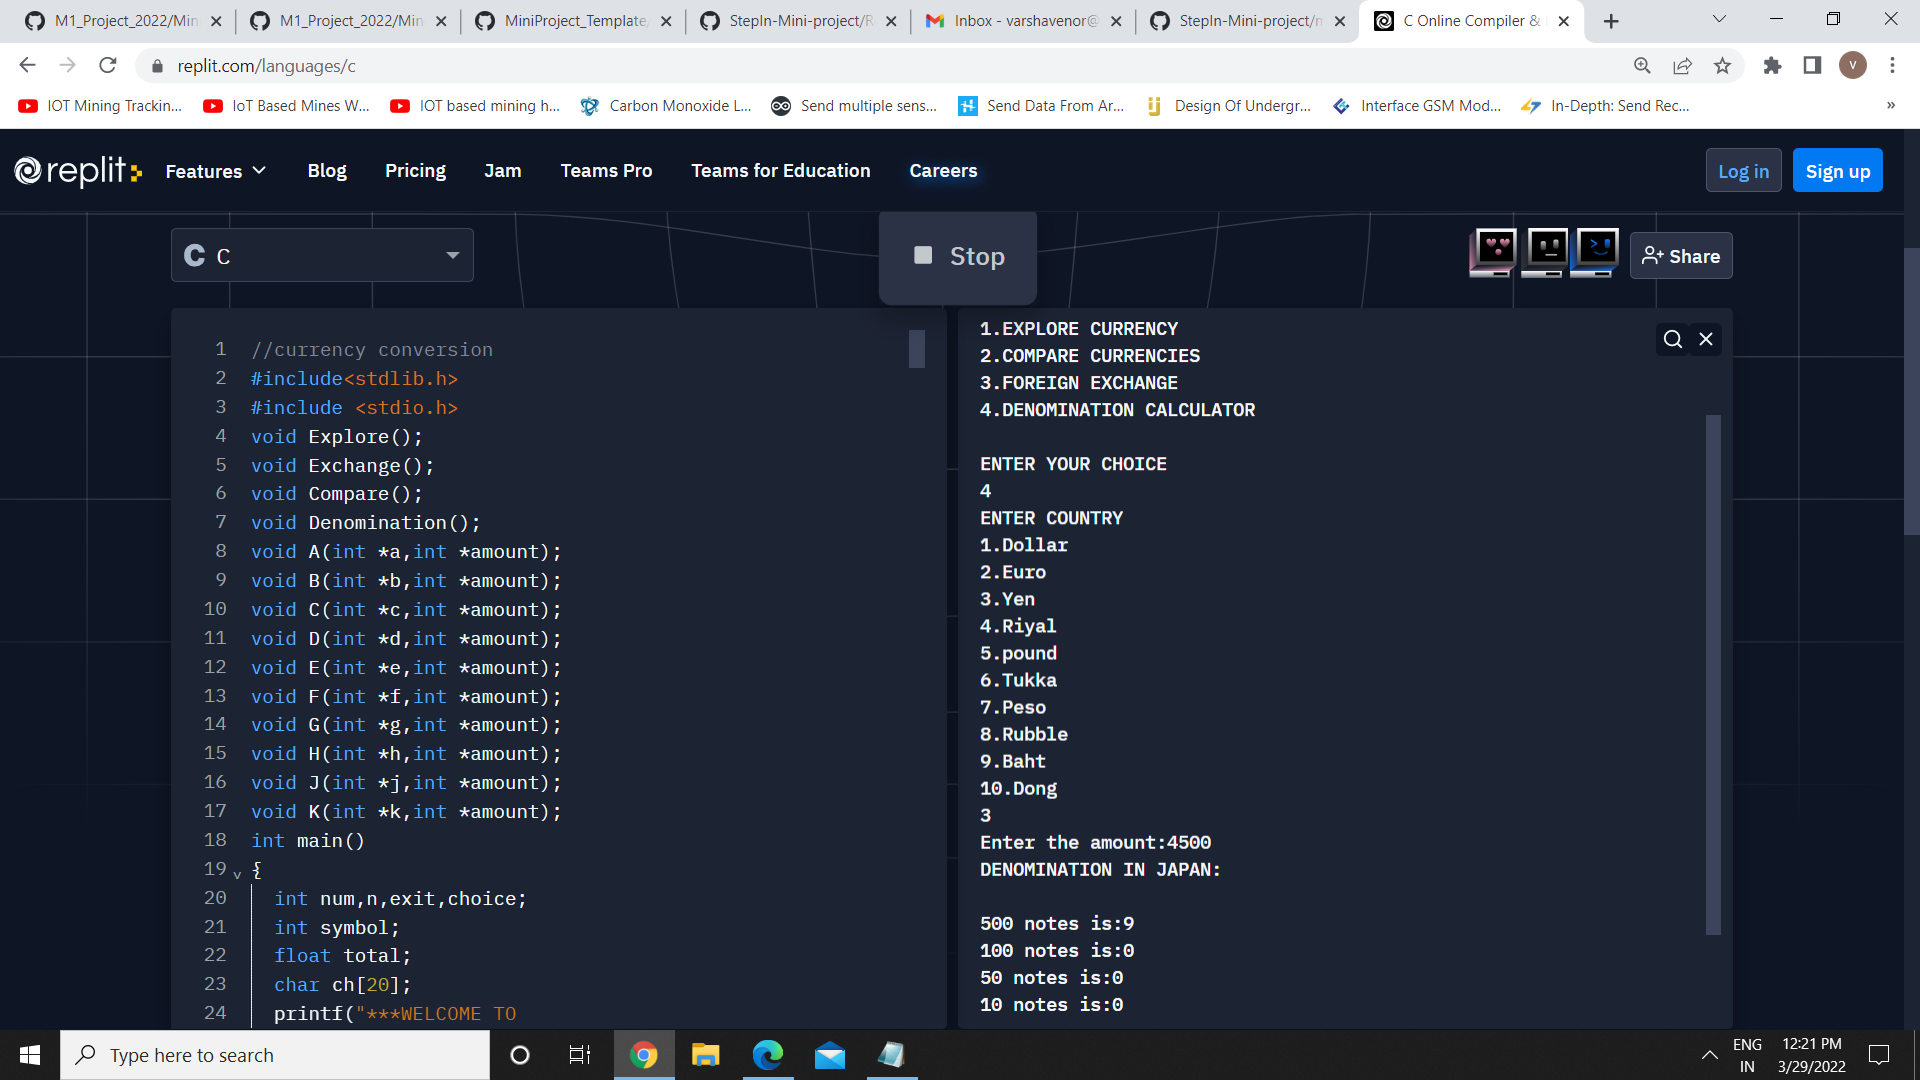 M1_Project_2022/Min
M1_Project_2022/Min
MiniProject_Template
StepIn-Mini-project/R
Inbox - varshavenor@
StepIn-Mini-project/m
C Online Compiler &
replit.com/languages/c
V
IOT Mining Trackin...
IoT Based Mines W...
IOT based mining h...
Carbon Monoxide L...
Send multiple sens...
Send Data From Ar...
Design Of Undergr...
Interface GSM Mod...
In-Depth: Send Rec...
»
replit
Features
Blog
Pricing
Jam
Teams Pro
Teams for Education
Careers
Log in
Sign up
C C
Stop
Share
1 //currency conversion
2 #include<stdlib.h>
3 #include <stdio.h>
4 void Explore();
5 void Exchange();
6 void Compare();
7 void Denomination();
8 void A(int *a,int *amount);
9 void B(int *b,int *amount);
10 void C(int *c,int *amount);
11 void D(int *d,int *amount);
12 void E(int *e,int *amount);
13 void F(int *f,int *amount);
14 void G(int *g,int *amount);
15 void H(int *h,int *amount);
16 void J(int *j,int *amount);
17 void K(int *k,int *amount);
18 int main()
19 {
20 int num,n,exit,choice;
21 int symbol;
22 float total;
23 char ch[20];
24 printf("***WELCOME TO
1.EXPLORE CURRENCY
2.COMPARE CURRENCIES
3.FOREIGN EXCHANGE
4.DENOMINATION CALCULATOR
ENTER YOUR CHOICE
4
ENTER COUNTRY
1.Dollar
2.Euro
3.Yen
4.Riyal
5.pound
6.Tukka
7.Peso
8.Rubble
9.Baht
10.Dong
3
Enter the amount:4500
DENOMINATION IN JAPAN:
500 notes is:9
100 notes is:0
50 notes is:0
10 notes is:0
Type here to search
ENG
IN
12:21 PM
3/29/2022